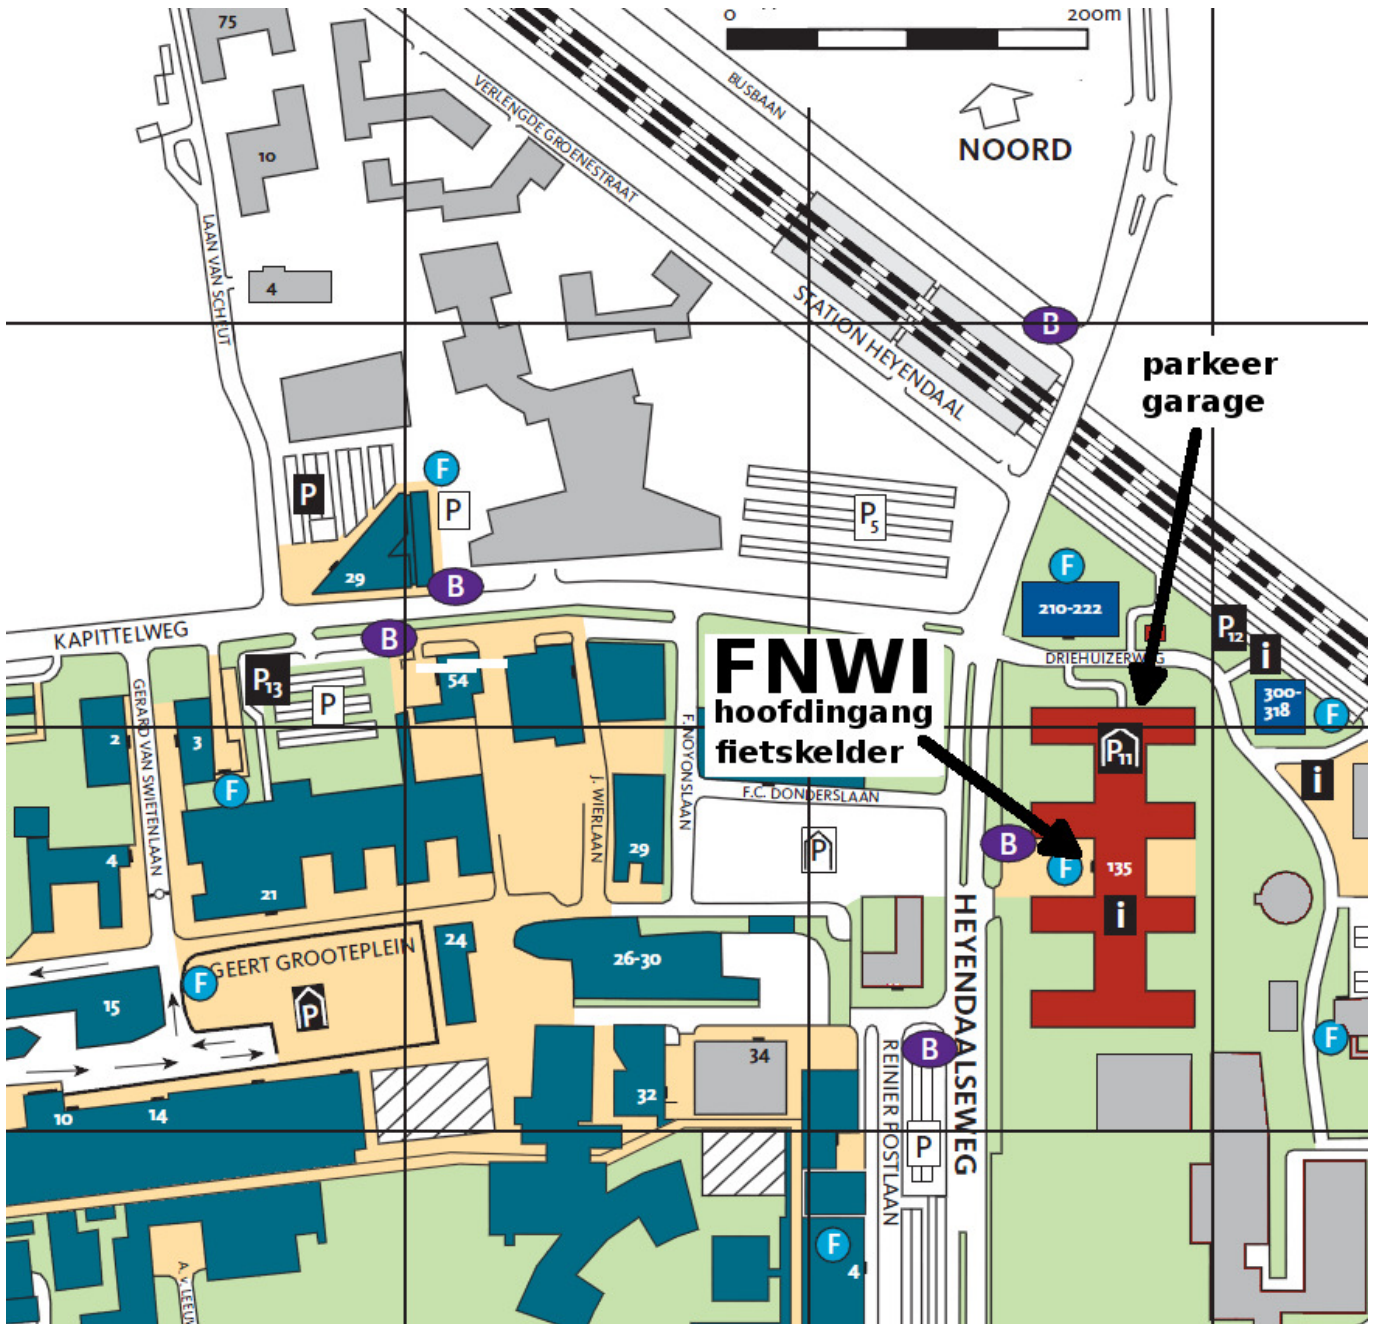 75
0
200m
BUSBAAN
VERLENGDE GROENESTRAAT
NOORD
10
LAAN VAN SCHEUT
4
STATION HEYENDAAL
B
parkeer
garage
F
P
P
P5
29
B
F
210-222
KAPITTELWEG
B
P12
i
DRIEHUIZERWEG
FNWI
hoofdingang
fietskelder
P13
P
54
300-
318
F
GERARD VAN SWIETENLAAN
2
3
F
J. WIERLAAN
F. NOYONSLAAN
F.C. DONDERSLAAN
P11
i
4
21
29
P
B
F
135
i
HEYENDAALSEWEG
GEERT GROOTEPLEIN
24
26-30
F
P
15
B
F
REINIER POSTLAAN
34
32
10
14
P
F
4
A. v. LEEUW